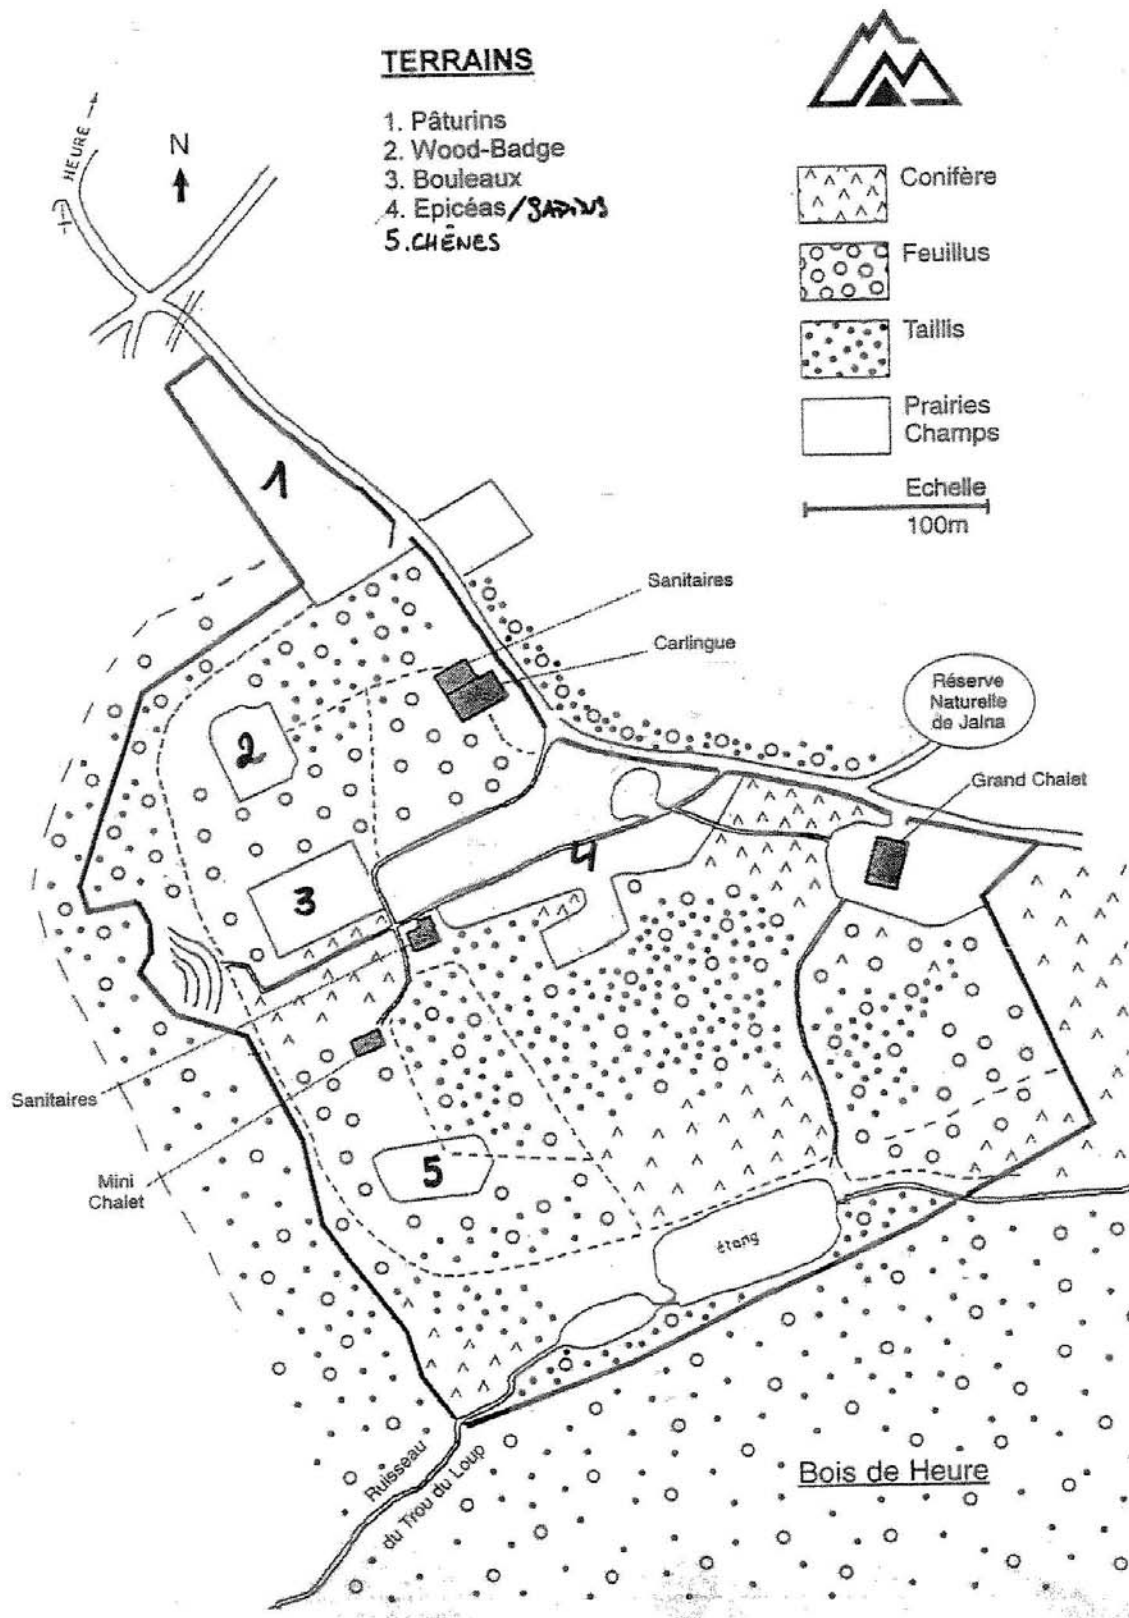 TERRAINS
1. Pâturins
2. Wood-Badge
3. Bouleaux
4. Epicéas/SAPINS
5. CHÊNES
HEURE
N
Conifère
Feuillus
Taillis
Prairies
Champs
Echelle
100m
1
Sanitaires
Carlingue
Réserve
Naturelle
de Jalna
2
Grand Chalet
4
3
Sanitaires
Mini
Chalet
5
étang
Ruisseau
du Trou du Loup
Bois de Heure